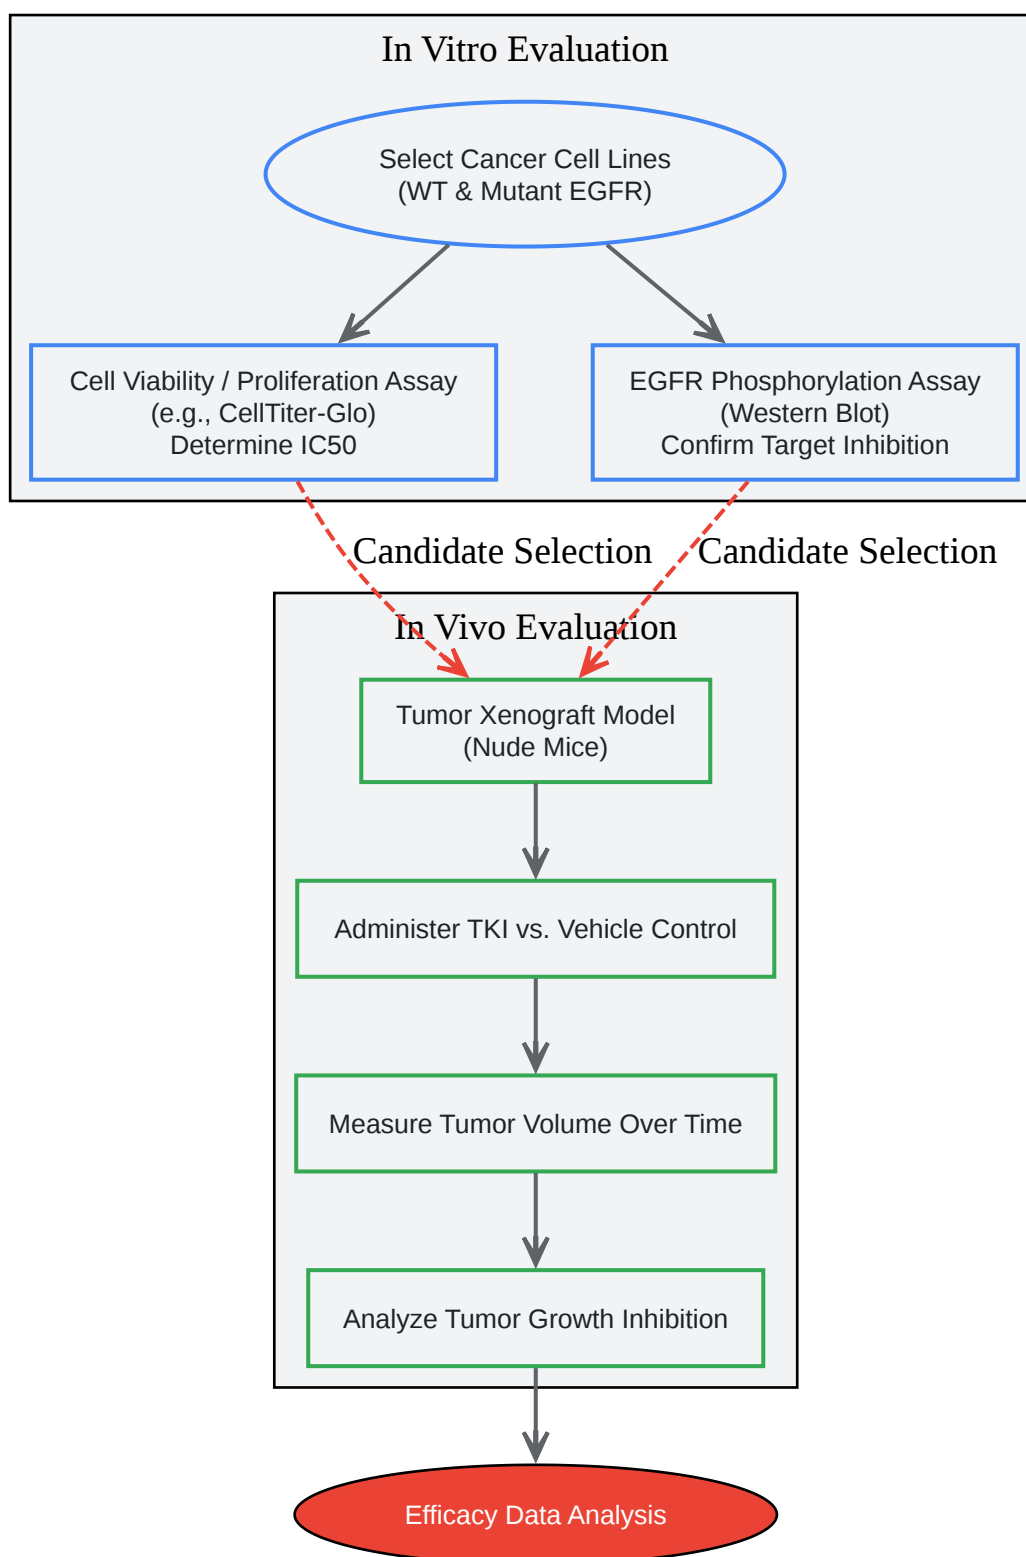 In Vitro Evaluation
Select Cancer Cell Lines
(WT & Mutant EGFR)
Cell Viability / Proliferation Assay
(e.g., CellTiter-Glo)
Determine IC50
EGFR Phosphorylation Assay
(Western Blot)
Confirm Target Inhibition
Candidate Selection
Candidate Selection
In Vivo Evaluation
Tumor Xenograft Model
(Nude Mice)
Administer TKI vs. Vehicle Control
Measure Tumor Volume Over Time
Analyze Tumor Growth Inhibition
Efficacy Data Analysis